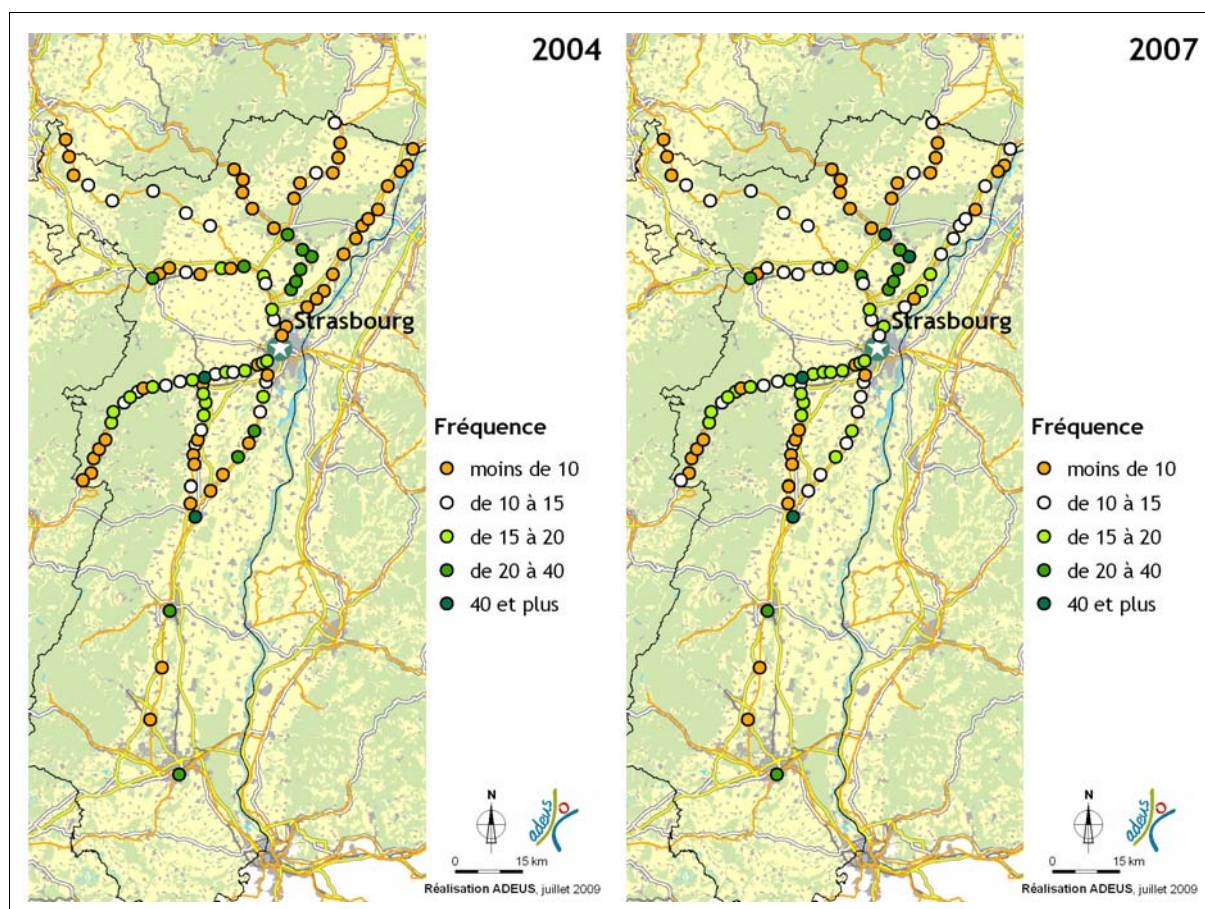 2004
Strasbourg
Fréquence
moins de 10
de 10 à 15
de 15 à 20
de 20 à 40
40 et plus
N
adeus
0 15 km
Réalisation ADEUS, juillet 2009
2007
Strasbourg
Fréquence
moins de 10
de 10 à 15
de 15 à 20
de 20 à 40
40 et plus
N
adeus
0 15 km
Réalisation ADEUS, juillet 2009